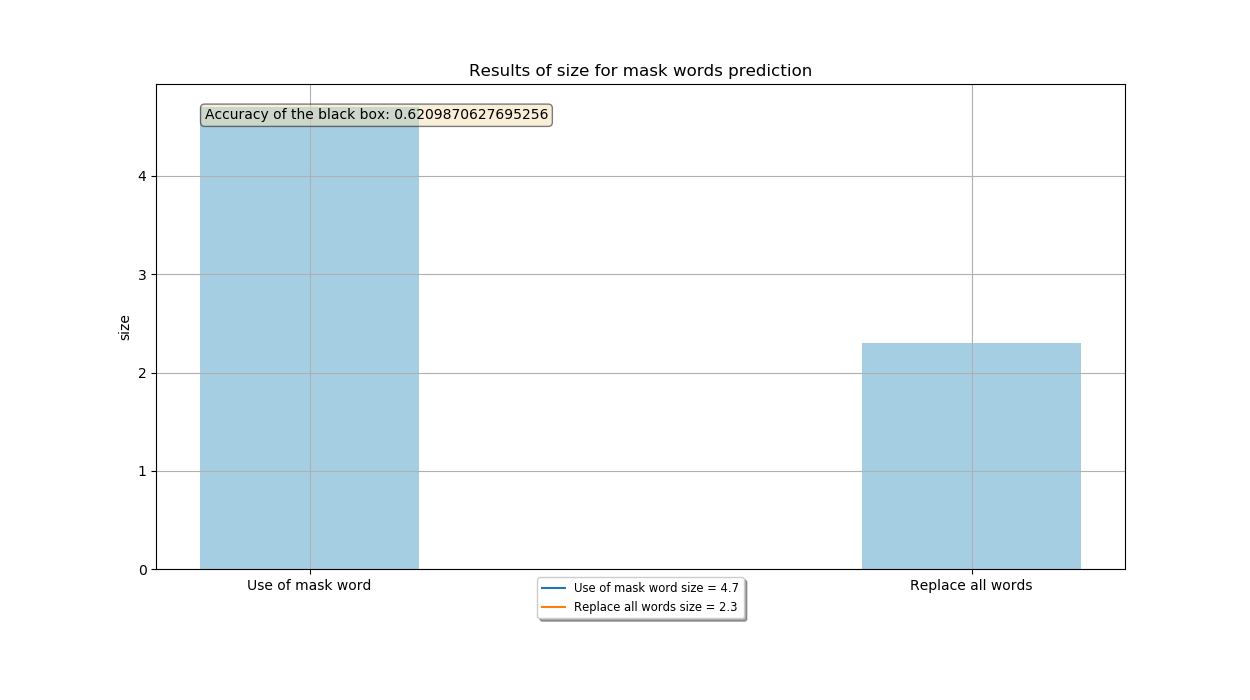 Results of size for mask words prediction
Accuracy of the black box: 0.6209870627695256
4
3
size
2
1
0
Use of mask word
Replace all words
Use of mask word size = 4.7
Replace all words size = 2.3